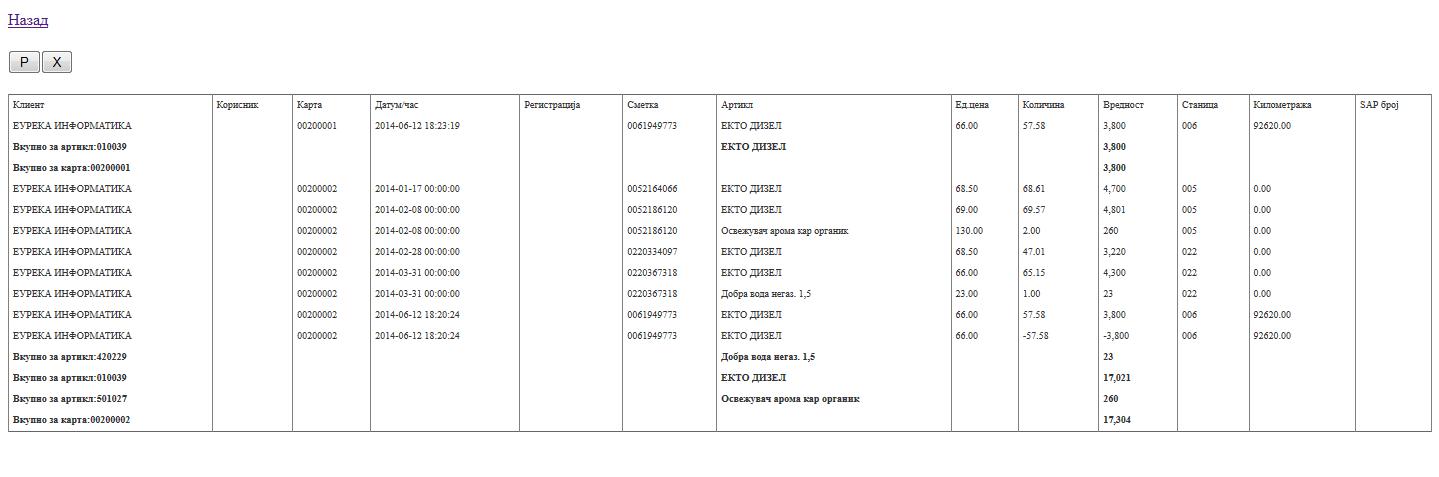 Назад
P X
Клиент Корисник Карта Датум/час Регистрација Сметка Артикл Ед.цена Количина Вредност Станица Километража SAP број
ЕУРЕКА ИНФОРМАТИКА 00200001 2014-06-12 18:23:19 0061949773 ЕКТО ДИЗЕЛ 66.00 57.58 3,800 006 92620.00
Вкупно за артикл:010039 ЕКТО ДИЗЕЛ 3,800
Вкупно за карта:00200001 3,800
ЕУРЕКА ИНФОРМАТИКА 00200002 2014-01-17 00:00:00 0052164066 ЕКТО ДИЗЕЛ 68.50 68.61 4,700 005 0.00
ЕУРЕКА ИНФОРМАТИКА 00200002 2014-02-08 00:00:00 0052186120 ЕКТО ДИЗЕЛ 69.00 69.57 4,801 005 0.00
ЕУРЕКА ИНФОРМАТИКА 00200002 2014-02-08 00:00:00 0052186120 Освежувач арома кар органик 130.00 2.00 260 005 0.00
ЕУРЕКА ИНФОРМАТИКА 00200002 2014-02-28 00:00:00 0220334097 ЕКТО ДИЗЕЛ 68.50 47.01 3,220 022 0.00
ЕУРЕКА ИНФОРМАТИКА 00200002 2014-03-31 00:00:00 0220367318 ЕКТО ДИЗЕЛ 66.00 65.15 4,300 022 0.00
ЕУРЕКА ИНФОРМАТИКА 00200002 2014-03-31 00:00:00 0220367318 Добра вода негаз. 1,5 23.00 1.00 23 022 0.00
ЕУРЕКА ИНФОРМАТИКА 00200002 2014-06-12 18:20:24 0061949773 ЕКТО ДИЗЕЛ 66.00 57.58 3,800 006 92620.00
ЕУРЕКА ИНФОРМАТИКА 00200002 2014-06-12 18:20:24 0061949773 ЕКТО ДИЗЕЛ 66.00 -57.58 -3,800 006 92620.00
Вкупно за артикл:420229 Добра вода негаз. 1,5 23
Вкупно за артикл:010039 ЕКТО ДИЗЕЛ 17,021
Вкупно за артикл:501027 Освежувач арома кар органик 260
Вкупно за карта:00200002 17,304